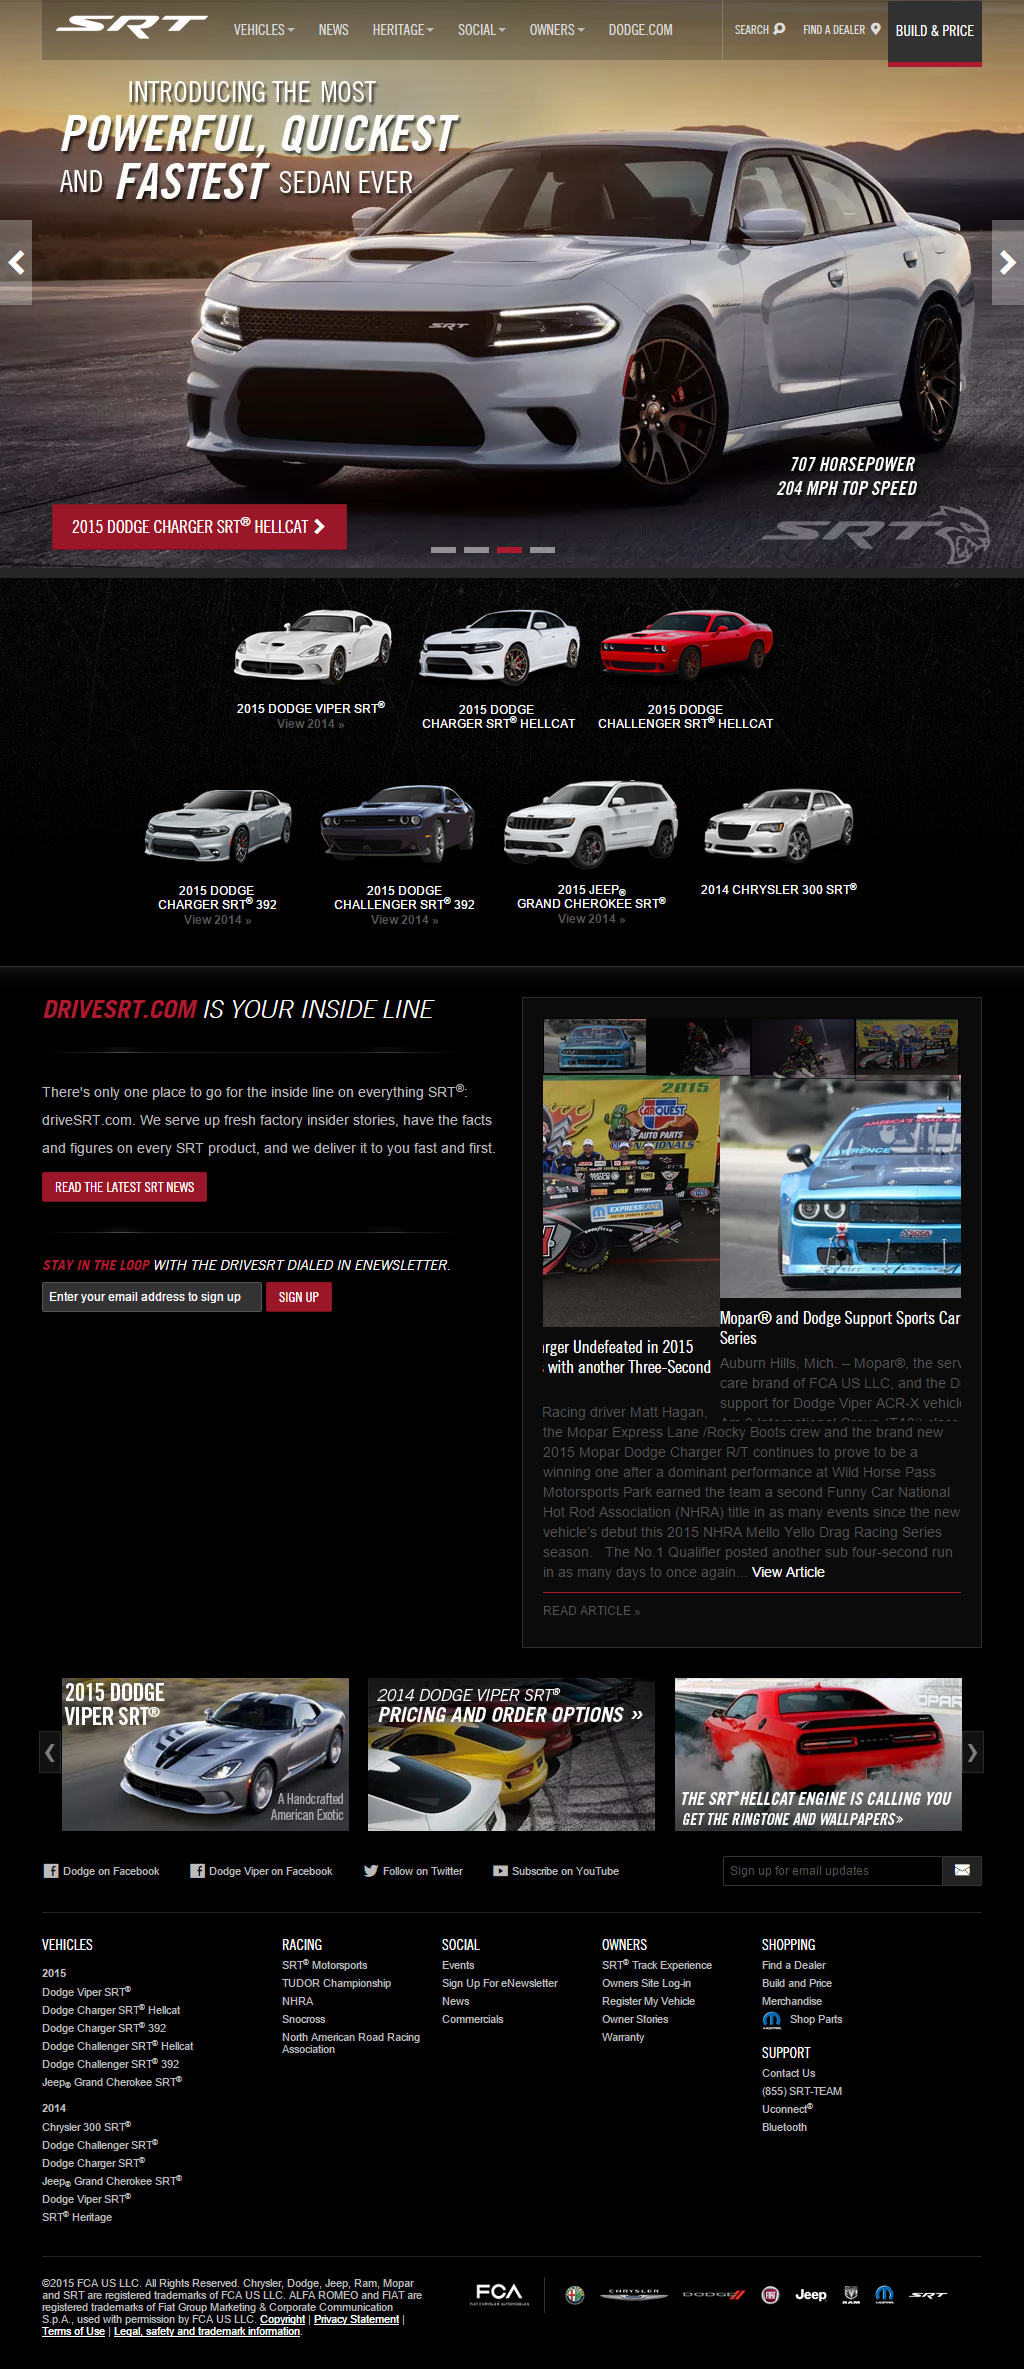 SRT
VEHICLES
NEWS
HERITAGE
SOCIAL
OWNERS
DODGE.COM
SEARCH
FIND A DEALER
BUILD & PRICE
INTRODUCING THE MOST
POWERFUL, QUICKEST
AND FASTEST SEDAN EVER
SRT
707 HORSEPOWER
204 MPH TOP SPEED
2015 DODGE CHARGER SRT® HELLCAT
SRT
2015 DODGE VIPER SRT®
View 2014 »
2015 DODGE
CHARGER SRT® HELLCAT
2015 DODGE
CHALLENGER SRT® HELLCAT
2015 DODGE
CHARGER SRT® 392
View 2014 »
2015 DODGE
CHALLENGER SRT® 392
View 2014 »
2015 JEEP®
GRAND CHEROKEE SRT®
View 2014 »
2014 CHRYSLER 300 SRT®
DRIVESRT.COM IS YOUR INSIDE LINE
There's only one place to go for the inside line on everything SRT®:
driveSRT.com. We serve up fresh factory insider stories, have the facts
and figures on every SRT product, and we deliver it to you fast and first.
READ THE LATEST SRT NEWS
STAY IN THE LOOP WITH THE DRIVESRT DIALED IN ENEWSLETTER.
Enter your email address to sign up
SIGN UP
2015
CARQUEST
AUTO PARTS
NATIONALS
EXPRESS LANE
LAWRENCE
Mopar® and Dodge Support Sports Car
Series
Auburn Hills, Mich. – Mopar®, the serv
care brand of FCA US LLC, and the D
support for Dodge Viper ACR-X vehicl
arger Undefeated in 2015
with another Three-Second
Racing driver Matt Hagan,
the Mopar Express Lane /Rocky Boots crew and the brand new
2015 Mopar Dodge Charger R/T continues to prove to be a
winning one after a dominant performance at Wild Horse Pass
Motorsports Park earned the team a second Funny Car National
Hot Rod Association (NHRA) title in as many events since the new
vehicle's debut this 2015 NHRA Mello Yello Drag Racing Series
season. The No.1 Qualifier posted another sub four-second run
in as many days to once again... View Article
READ ARTICLE »
2015 DODGE
VIPER SRT®
A Handcrafted
American Exotic
2014 DODGE VIPER SRT®
PRICING AND ORDER OPTIONS »
THE SRT® HELLCAT ENGINE IS CALLING YOU
GET THE RINGTONE AND WALLPAPERS»
Dodge on Facebook
Dodge Viper on Facebook
Follow on Twitter
Subscribe on YouTube
Sign up for email updates
VEHICLES
2015
Dodge Viper SRT®
Dodge Charger SRT® Hellcat
Dodge Charger SRT® 392
Dodge Challenger SRT® Hellcat
Dodge Challenger SRT® 392
Jeep® Grand Cherokee SRT®
2014
Chrysler 300 SRT®
Dodge Challenger SRT®
Dodge Charger SRT®
Jeep® Grand Cherokee SRT®
Dodge Viper SRT®
SRT® Heritage
RACING
SRT® Motorsports
TUDOR Championship
NHRA
Snocross
North American Road Racing
Association
SOCIAL
Events
Sign Up For eNewsletter
News
Commercials
OWNERS
SRT® Track Experience
Owners Site Log-in
Register My Vehicle
Owner Stories
Warranty
SHOPPING
Find a Dealer
Build and Price
Merchandise
Shop Parts
SUPPORT
Contact Us
(855) SRT-TEAM
Uconnect®
Bluetooth
©2015 FCA US LLC. All Rights Reserved. Chrysler, Dodge, Jeep, Ram, Mopar
and SRT are registered trademarks of FCA US LLC. ALFA ROMEO and FIAT are
registered trademarks of Fiat Group Marketing & Corporate Communication
S.p.A., used with permission by FCA US LLC. Copyright | Privacy Statement |
Terms of Use | Legal, safety and trademark information.
FCA
FIAT CHRYSLER AUTOMOBILES
CHRYSLER
DODGE
FIAT
Jeep
RAM
MOPAR
SRT